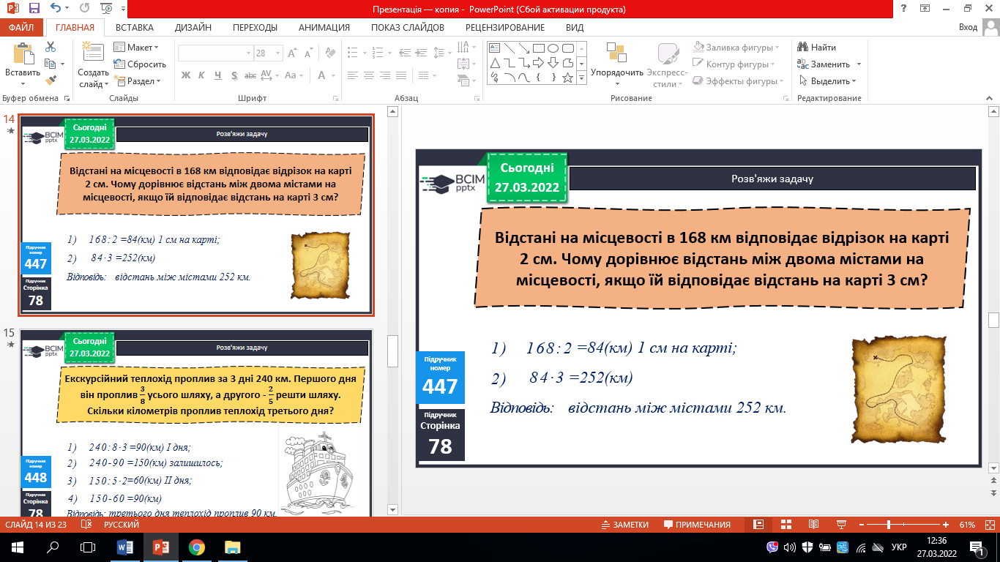 Презентація — копия - PowerPoint (Сбой активации продукта)
ФАЙЛ ГЛАВНАЯ ВСТАВКА ДИЗАЙН ПЕРЕХОДЫ АНИМАЦИЯ ПОКАЗ СЛАЙДОВ РЕЦЕНЗИРОВАНИЕ ВИД Вход
Вставить
Создать слайд
Макет
Сбросить
Раздел
28
Ж К Ч S abc AV Aa A
Упорядочить
Экспресс-стили
Заливка фигуры
Контур фигуры
Эффекты фигуры
Найти
Заменить
Выделить
Буфер обмена Слайды Шрифт Абзац Рисование Редактирование
14
BCIM pptx
Сьогодні
27.03.2022
Розв'яжи задачу
Відстані на місцевості в 168 км відповідає відрізок на карті
2 см. Чому дорівнює відстань між двома містами на
місцевості, якщо їй відповідає відстань на карті 3 см?
1) 168:2 =84(км) 1 см на карті;
2) 84·3 =252(км)
Відповідь: відстань між містами 252 км.
Підручник
номер
447
Підручник
Сторінка
78
15
BCIM pptx
Сьогодні
27.03.2022
Розв'яжи задачу
Екскурсійний теплохід проплив за 3 дні 240 км. Першого дня
він проплив 3/8 усього шляху, а другого - 2/5 решти шляху.
Скільки кілометрів проплив теплохід третього дня?
1) 240:8·3 =90(км) І дня;
2) 240-90 =150(км) залишилось;
3) 150:5·2=60(км) ІІ дня;
4) 150-60 =90(км)
Відповідь: третього дня теплохід проплив 90 км.
Підручник
номер
448
Підручник
Сторінка
78
BCIM
pptx
Сьогодні
27.03.2022
Розв'яжи задачу
Відстані на місцевості в 168 км відповідає відрізок на карті
2 см. Чому дорівнює відстань між двома містами на
місцевості, якщо їй відповідає відстань на карті 3 см?
1) 168:2 =84(км) 1 см на карті;
2) 84·3 =252(км)
Відповідь: відстань між містами 252 км.
Підручник
номер
447
Підручник
Сторінка
78
СЛАЙД 14 ИЗ 23 РУССКИЙ ЗАМЕТКИ ПРИМЕЧАНИЯ 61%
УКР
12:36
27.03.2022
1